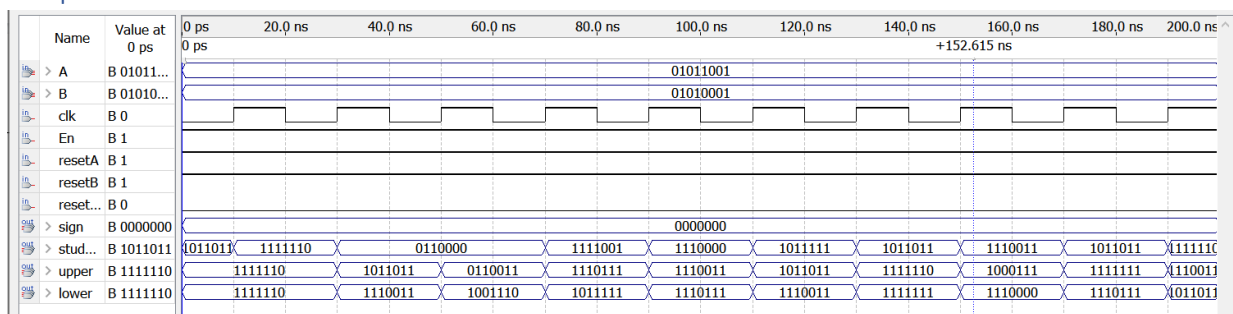 Name Value at 0 ps 0 ps 20.0 ns 40.0 ns 60.0 ns 80.0 ns 100.0 ns 120.0 ns 140.0 ns 160.0 ns 180.0 ns 200.0 ns
0 ps +152.615 ns
A B 01011... 01011001
B B 01010... 01010001
clk B 0
En B 1
resetA B 1
resetB B 1
reset... B 0
sign B 0000000 0000000
stud... B 1011011 1011011 1111110 0110000 1111001 1110000 1011111 1011011 1110011 1011011 111111
upper B 1111110 1111110 1011011 0110011 1110111 1110011 1011011 1111110 1000111 1111111 111001
lower B 1111110 1111110 1110011 1001110 1011111 1110111 1110011 1111111 1110000 1110111 101101